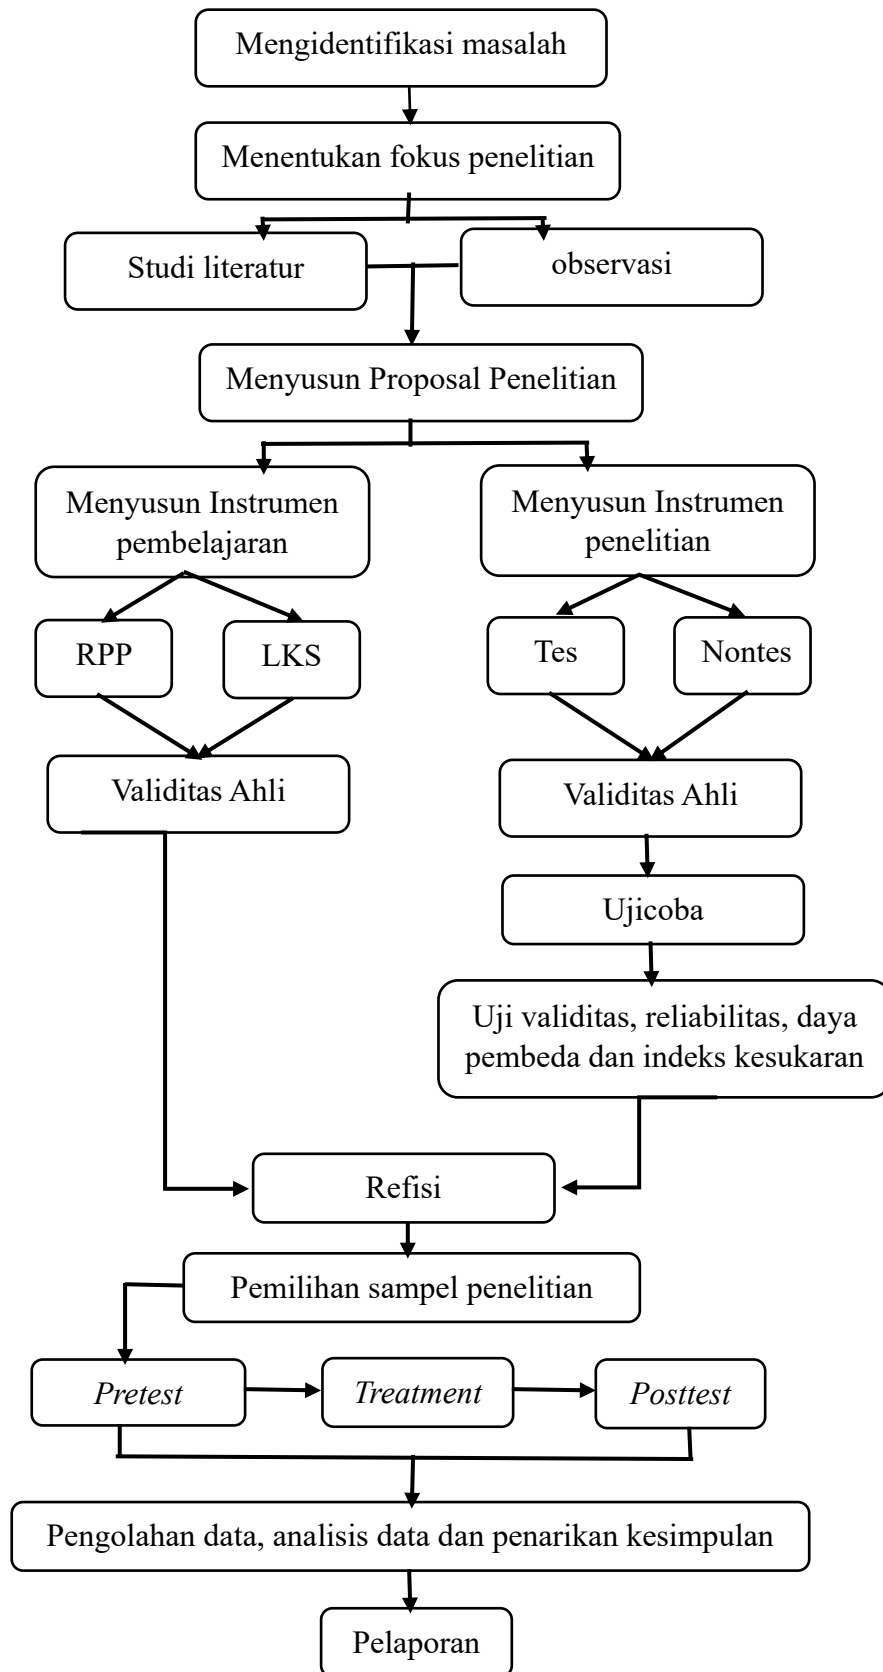 Mengidentifikasi masalah
Menentukan fokus penelitian
Studi literatur
observasi
Menyusun Proposal Penelitian
Menyusun Instrumen
pembelajaran
Menyusun Instrumen
penelitian
RPP
LKS
Tes
Nontes
Validitas Ahli
Validitas Ahli
Ujicoba
Uji validitas, reliabilitas, daya
pembeda dan indeks kesukaran
Refisi
Pemilihan sampel penelitian
Pretest
Treatment
Posttest
Pengolahan data, analisis data dan penarikan kesimpulan
Pelaporan